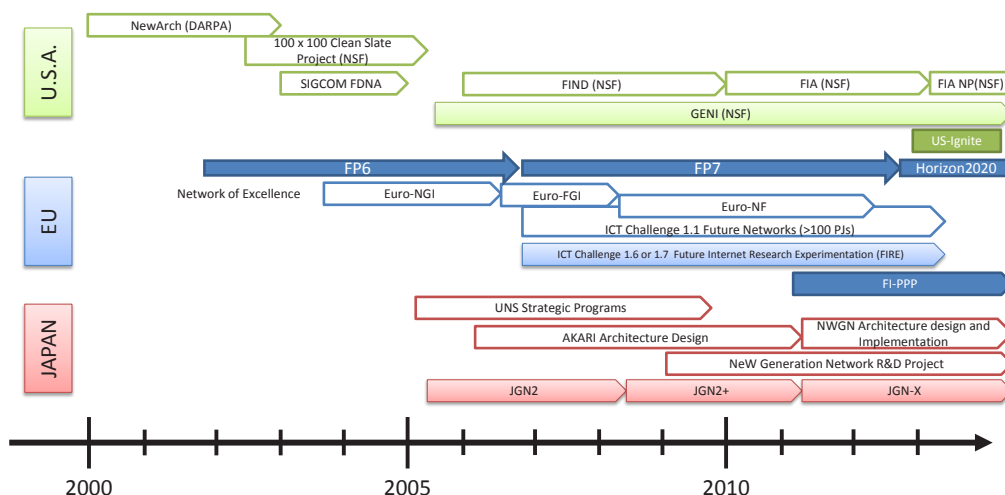 U.S.A.
NewArch (DARPA)
100 x 100 Clean Slate
Project (NSF)
SIGCOM FDNA
FIND (NSF)
FIA (NSF)
FIA NP(NSF)
GENI (NSF)
US-Ignite
EU
FP6
FP7
Horizon2020
Network of Excellence
Euro-NGI
Euro-FGI
Euro-NF
ICT Challenge 1.1 Future Networks (>100 PJs)
ICT Challenge 1.6 or 1.7 Future Internet Research Experimentation (FIRE)
FI-PPP
JAPAN
UNS Strategic Programs
AKARI Architecture Design
NWGN Architecture design and
Implementation
NeW Generation Network R&D Project
JGN2
JGN2+
JGN-X
2000
2005
2010